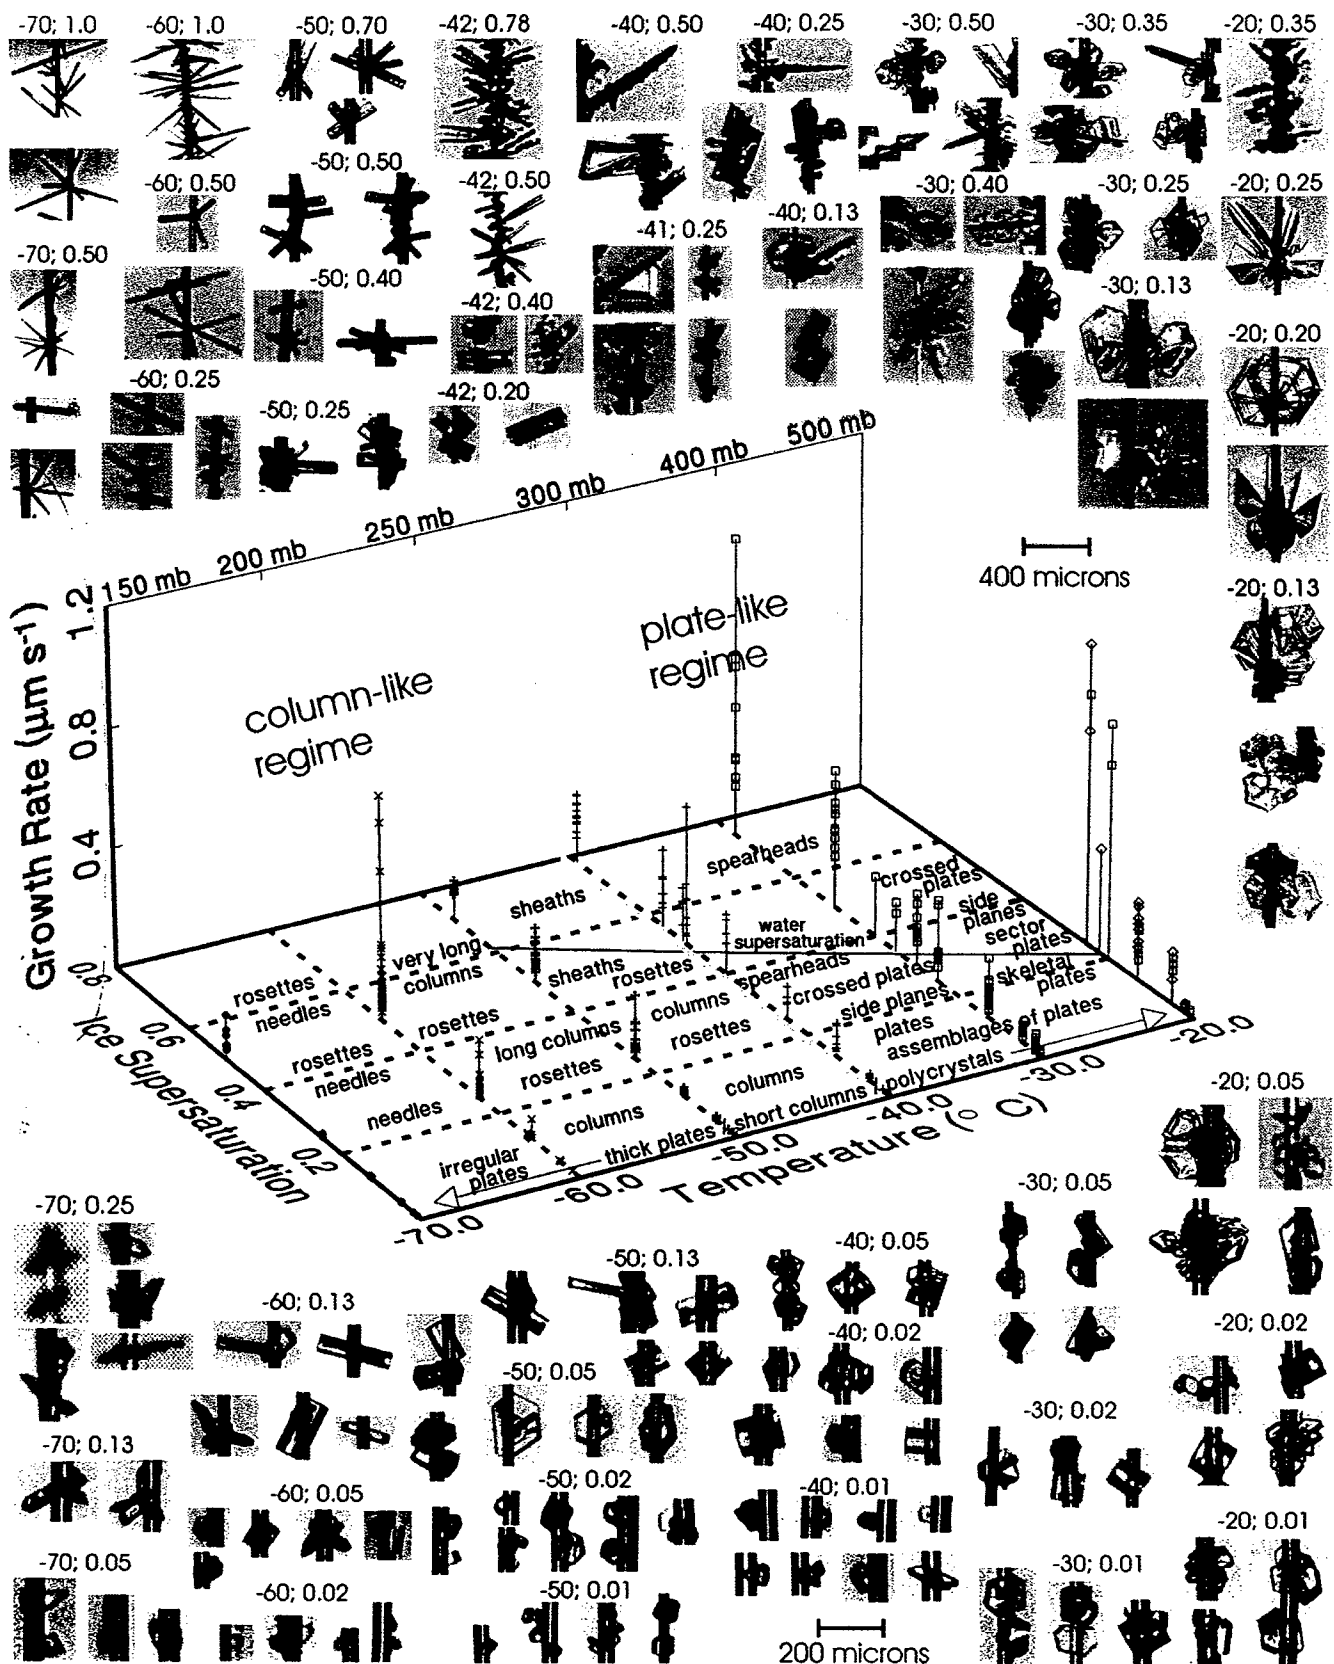 -70; 1.0
-60; 1.0
-50; 0.70
-42; 0.78
-40; 0.50
-40; 0.25
-30; 0.50
-30; 0.35
-20; 0.35
-50; 0.50
-60; 0.50
-42; 0.50
-30; 0.40
-30; 0.25
-20; 0.25
-41; 0.25
-40; 0.13
-70; 0.50
-50; 0.40
-42; 0.40
-30; 0.13
-20; 0.20
-60; 0.25
-50; 0.25
-42; 0.20
150 mb
200 mb
250 mb
300 mb
400 mb
500 mb
400 microns
-20; 0.13
Growth Rate (µm s-1)
1.2
0.8
0.4
column-like
regime
plate-like
regime
spearheads
crossed
plates
side
planes
sector
plates
skeletal
plates
sheaths
water
supersaturation
very long
columns
sheaths
rosettes
spearheads
crossed plates
side planes
plates
assemblages of plates
rosettes
needles
rosettes
long columns
columns
rosettes
rosettes
needles
rosettes
columns
polycrystals
needles
columns
short columns
thick plates
irregular
plates
0.8
0.6
0.4
0.2
Ice Supersaturation
-70.0
-60.0
-50.0
-40.0
-30.0
-20.0
Temperature (° C)
-20; 0.05
-30; 0.05
-70; 0.25
-50; 0.13
-40; 0.05
-60; 0.13
-40; 0.02
-20; 0.02
-50; 0.05
-30; 0.02
-70; 0.13
-60; 0.05
-50; 0.02
-40; 0.01
-20; 0.01
-70; 0.05
-60; 0.02
-50; 0.01
-30; 0.01
200 microns